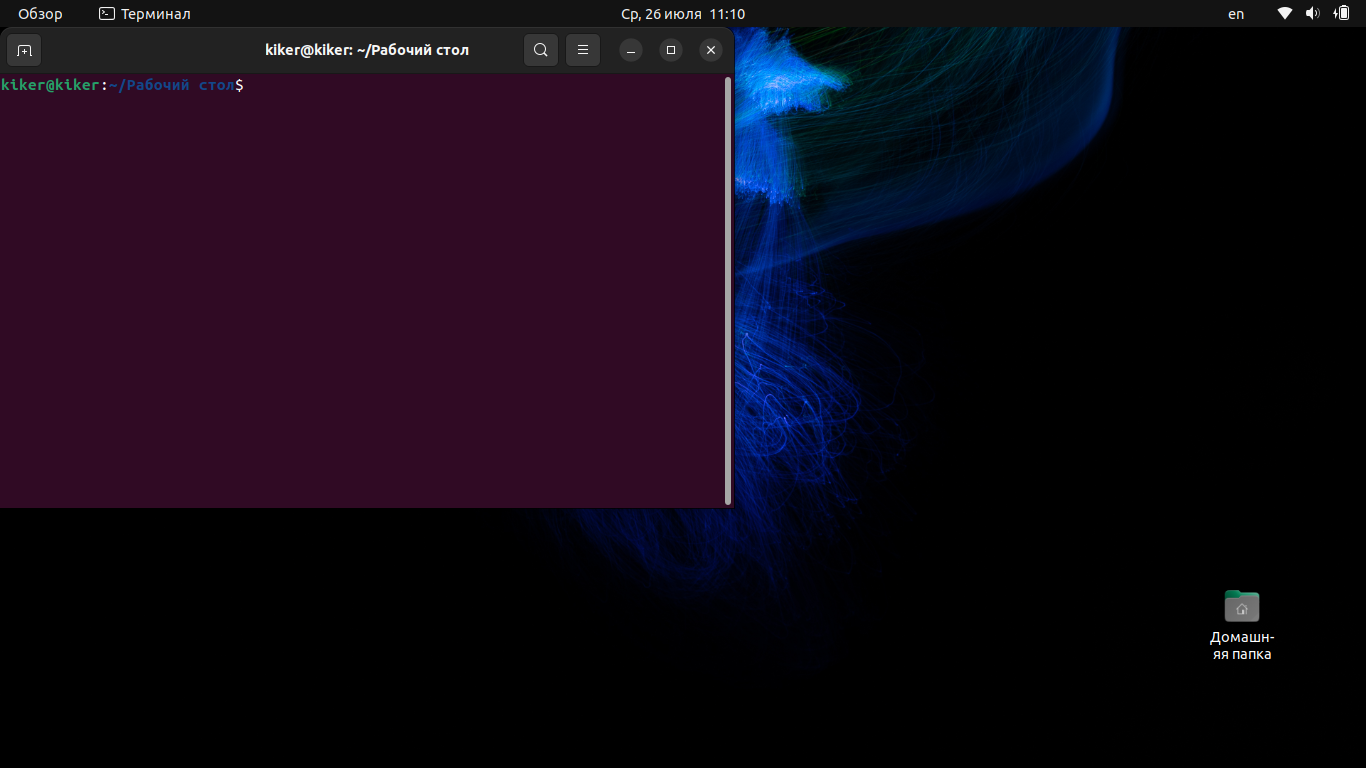 Обзор Терминал Ср, 26 июля 11:10 en
kiker@kiker: ~/Рабочий стол
kiker@kiker:~/Рабочий стол$
Домашн-
яя папка